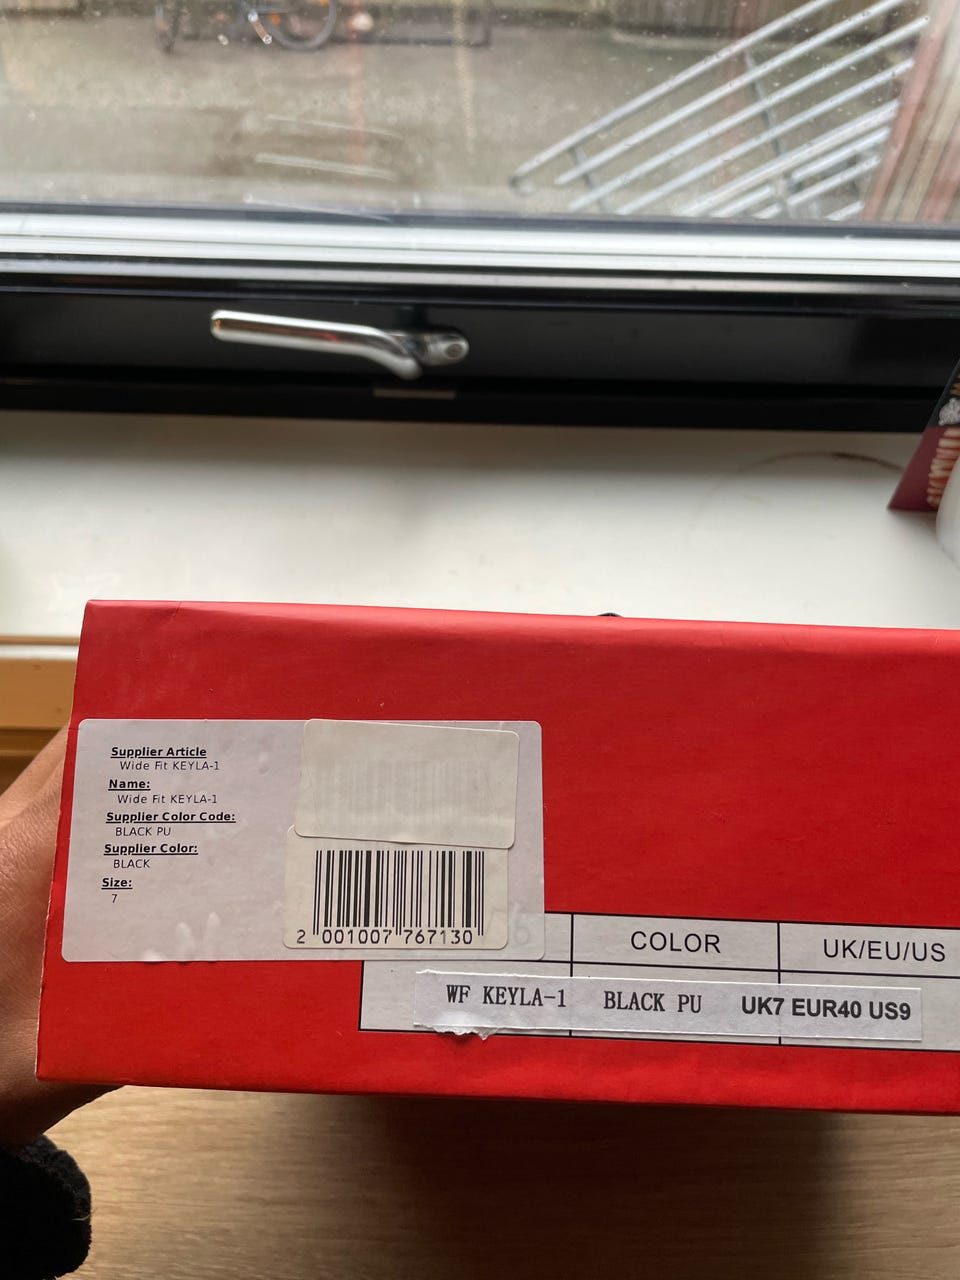 Supplier Article
Wide Fit KEYLA-1
Name:
Wide Fit KEYLA-1
Supplier Color Code:
BLACK PU
Supplier Color:
BLACK
Size:
7
2 001007 767130
COLOR
UK/EU/US
WF KEYLA-1 BLACK PU UK7 EUR40 US9